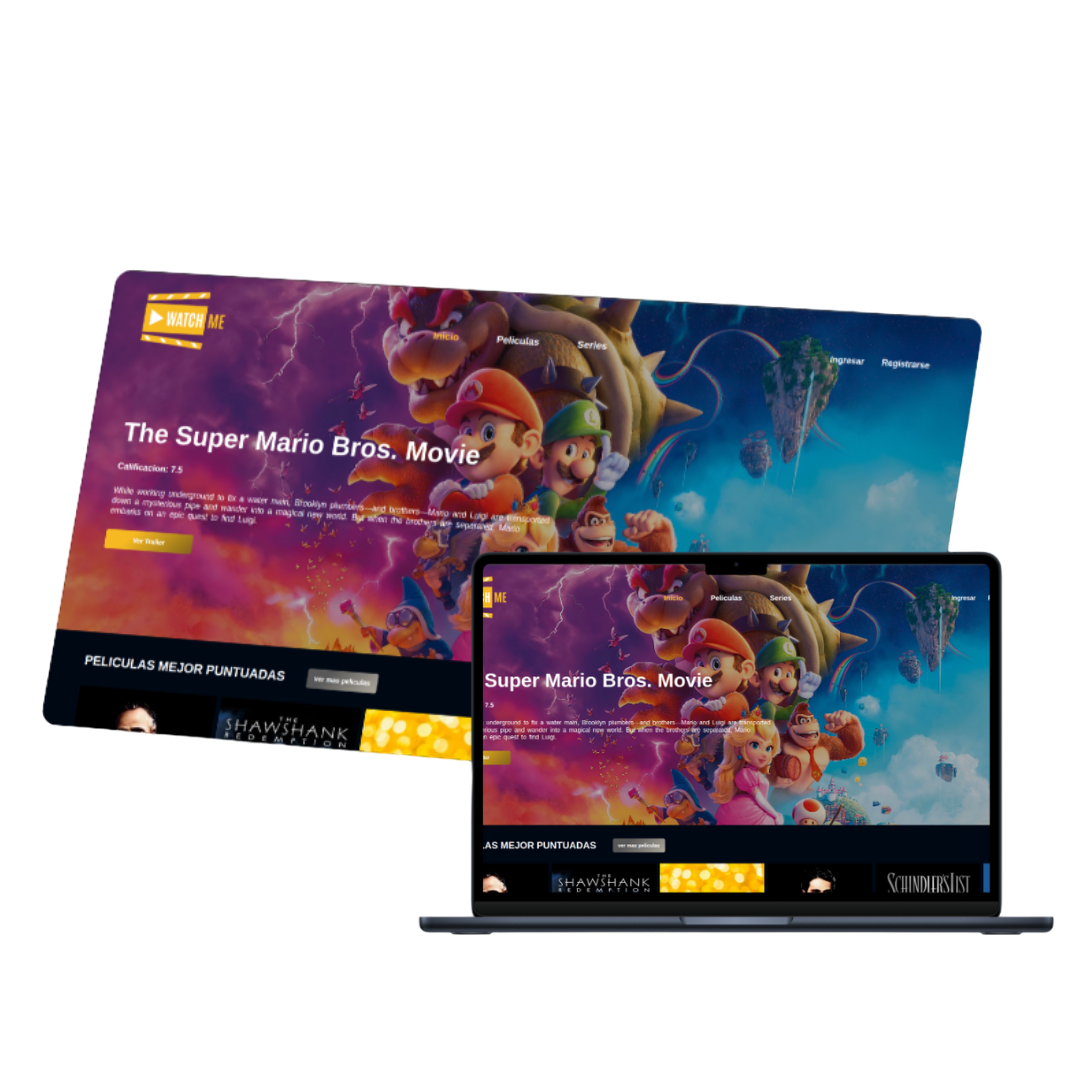 WATCH ME
Inicio
Peliculas
Series
Ingresar
Registrarse
The Super Mario Bros. Movie
Calificacion: 7.5
While working underground to fix a water main, Brooklyn plumbers—and brothers—Mario and Luigi are transported
down a mysterious pipe and wander into a magical new world. But when the brothers are separated, Mario
embarks on an epic quest to find Luigi.
Ver Trailer
PELICULAS MEJOR PUNTUADAS
ver mas peliculas
THE
SHAWSHANK
REDEMPTION
H ME
Inicio
Peliculas
Series
Ingresar
Super Mario Bros. Movie
7.5
underground to fix a water main, Brooklyn plumbers—and brothers—Mario and Luigi are transported
rious pipe and wander into a magical new world. But when the brothers are separated, Mario
n epic quest to find Luigi.
LAS MEJOR PUNTUADAS
ver mas peliculas
THE
SHAWSHANK
REDEMPTION
SCHINDLER'S LIST